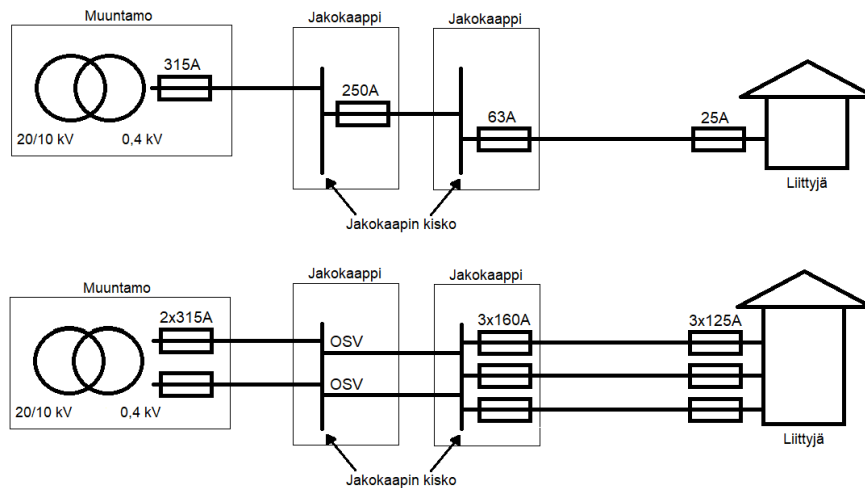 Muuntamo
Jakokaappi
Jakokaappi
315A
250A
63A
25A
20/10 kV
0,4 kV
Liittyjä
Jakokaapin kisko
Muuntamo
Jakokaappi
Jakokaappi
2x315A
OSV
3x160A
3x125A
OSV
20/10 kV
0,4 kV
Liittyjä
Jakokaapin kisko